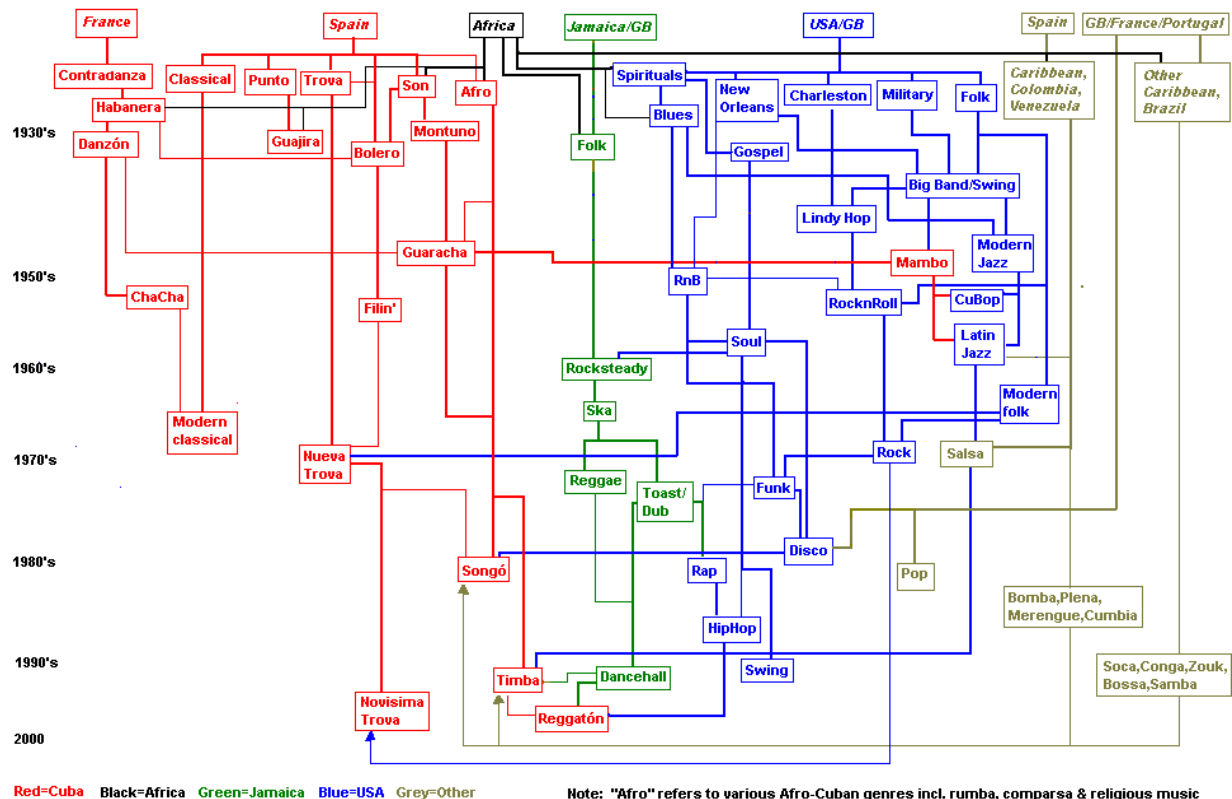 France
Spain
Africa
Jamaica/GB
USA/GB
Spain
GB/France/Portugal
Contradanza
Classical
Punto
Trova
Son
Afro
Spirituals
New
Orleans
Charleston
Military
Folk
Caribbean,
Colombia,
Venezuela
Other
Caribbean,
Brazil
Habanera
Blues
1930's
Danzón
Guajira
Bolero
Montuno
Folk
Gospel
Big Band/Swing
Lindy Hop
Guaracha
Mambo
Modern
Jazz
1950's
ChaCha
Filin'
RnB
RocknRoll
CuBop
Soul
Latin
Jazz
1960's
Rocksteady
Modern
folk
Ska
Modern
classical
1970's
Nueva
Trova
Rock
Salsa
Reggae
Toast/
Dub
Funk
Disco
1980's
Songó
Rap
Pop
Bomba,Plena,
Merengue,Cumbia
HipHop
1990's
Timba
Dancehall
Swing
Soca,Conga,Zouk,
Bossa,Samba
Novisima
Trova
Reggatón
2000
Red=Cuba Black=Africa Green=Jamaica Blue=USA Grey=Other
Note: "Afro" refers to various Afro-Cuban genres incl. rumba, comparsa & religious music